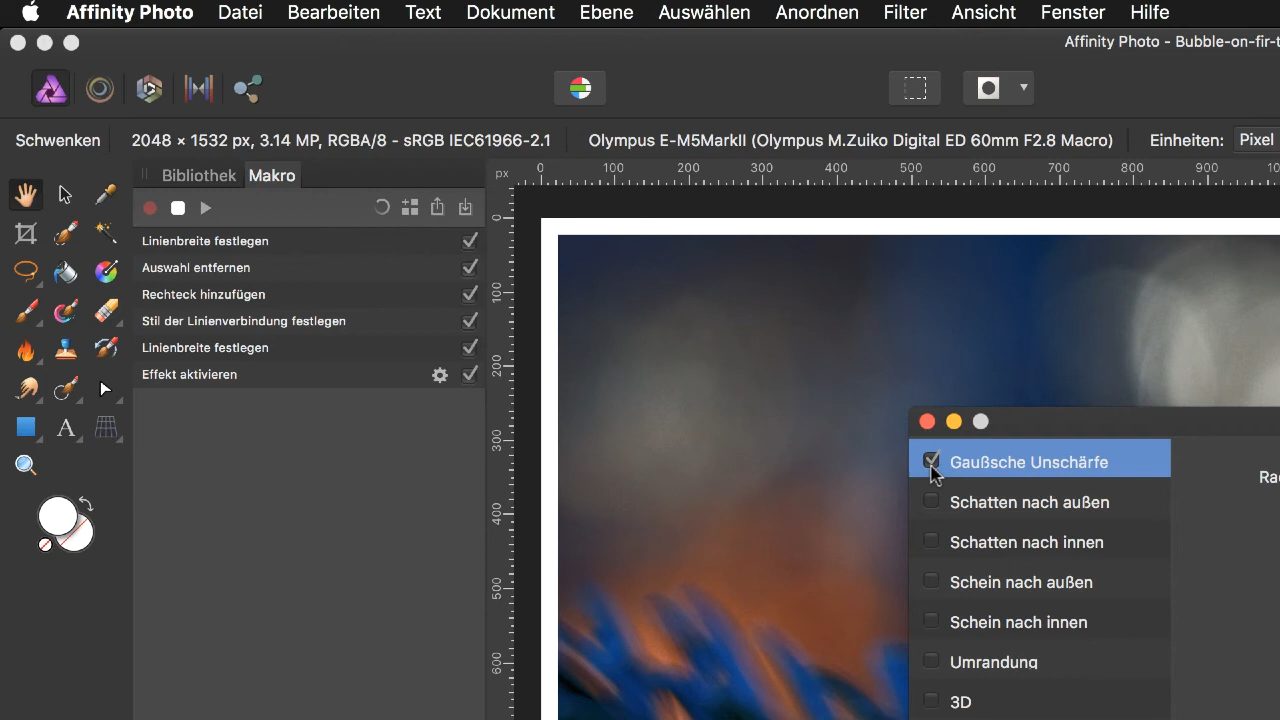 Affinity Photo Datei Bearbeiten Text Dokument Ebene Auswählen Anordnen Filter Ansicht Fenster Hilfe
Affinity Photo - Bubble-on-fir-t
Schwenken 2048 × 1532 px, 3.14 MP, RGBA/8 - sRGB IEC61966-2.1 Olympus E-M5MarkII (Olympus M.Zuiko Digital ED 60mm F2.8 Macro) Einheiten: Pixel
Bibliothek Makro
px 0 100 200 300 400 500 600 700 800 900 10
Linienbreite festlegen
Auswahl entfernen
Rechteck hinzufügen
Stil der Linienverbindung festlegen
Linienbreite festlegen
Effekt aktivieren
0
100
200
300
400
500
600
A
Gaußsche Unschärfe
Ra
Schatten nach außen
Schatten nach innen
Schein nach außen
Schein nach innen
Umrandung
3D